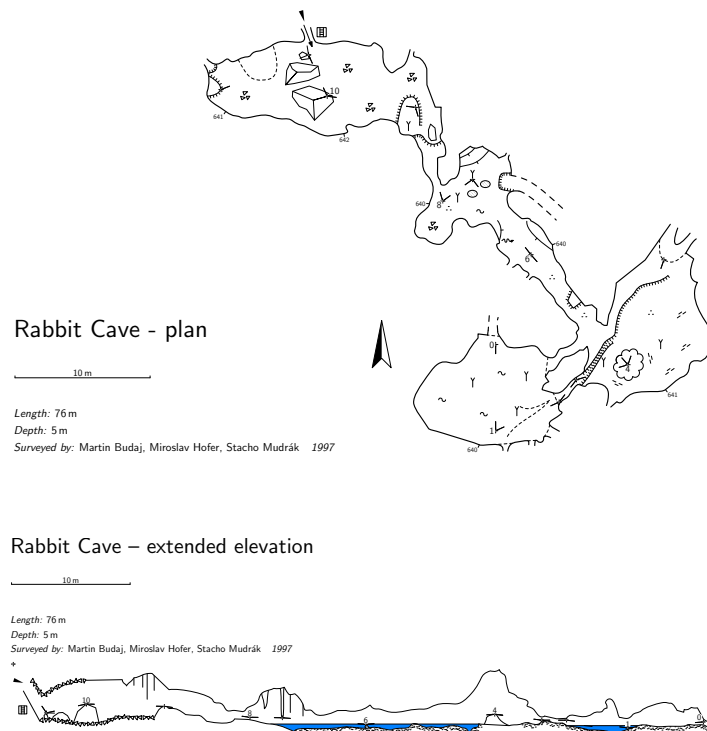 10
641
642
640
8
640
6
Rabbit Cave - plan
0
10 m
4
641
Length: 76 m
Depth: 5 m
1
Surveyed by: Martin Budaj, Miroslav Hofer, Stacho Mudrák 1997
640
Rabbit Cave – extended elevation
10 m
Length: 76 m
Depth: 5 m
Surveyed by: Martin Budaj, Miroslav Hofer, Stacho Mudrák 1997
10
8
6
4
1
0